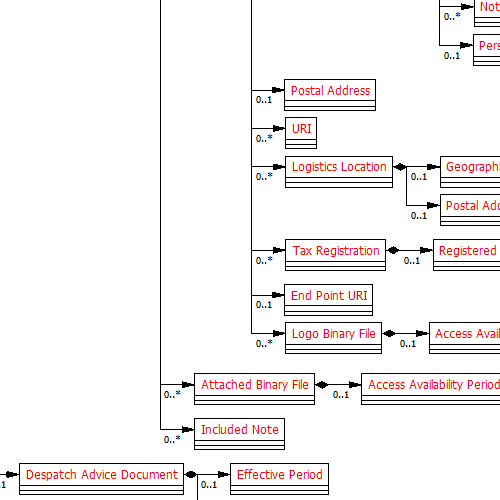 Not
0..*
Pers
0..1
Postal Address
0..1
URI
0..*
Logistics Location
0..*
Geographi
0..1
Postal Add
0..1
Tax Registration
0..*
Registered
0..1
End Point URI
0..1
Logo Binary File
0..*
Access Avail
0..1
Attached Binary File
0..*
Access Availability Period
0..1
Included Note
0..*
Despatch Advice Document
..1
Effective Period
0..1